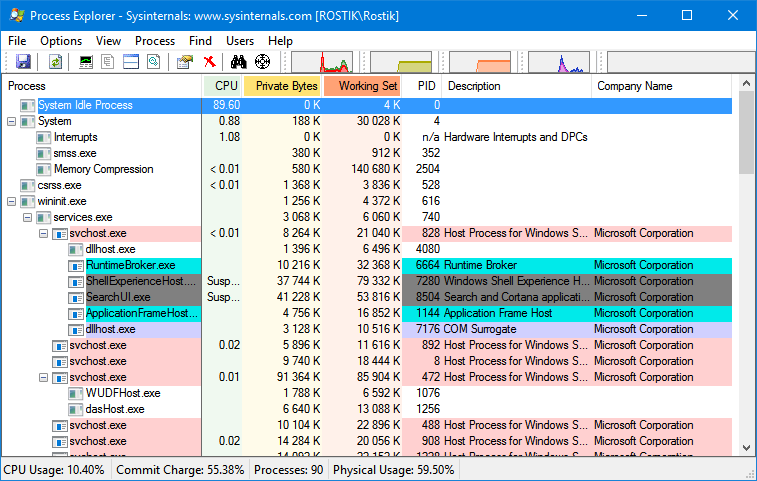 Process Explorer - Sysinternals: www.sysinternals.com [ROSTIK\Rostik]
File Options View Process Find Users Help
Process CPU Private Bytes Working Set PID Description Company Name
System Idle Process 89.60 0 K 4 K 0
System 0.88 188 K 30 028 K 4
Interrupts 1.08 0 K 0 K n/a Hardware Interrupts and DPCs
smss.exe 380 K 912 K 352
Memory Compression < 0.01 580 K 140 680 K 2504
csrss.exe < 0.01 1 368 K 3 836 K 528
wininit.exe 1 256 K 4 372 K 616
services.exe 3 068 K 6 060 K 740
svchost.exe < 0.01 8 264 K 21 040 K 828 Host Process for Windows S... Microsoft Corporation
dllhost.exe 1 396 K 6 496 K 4080
RuntimeBroker.exe 10 216 K 32 368 K 6664 Runtime Broker Microsoft Corporation
ShellExperienceHost.... Susp... 37 744 K 79 332 K 7280 Windows Shell Experience H... Microsoft Corporation
SearchUI.exe Susp... 41 228 K 53 816 K 8504 Search and Cortana applicati... Microsoft Corporation
ApplicationFrameHost... 4 756 K 16 852 K 1144 Application Frame Host Microsoft Corporation
dllhost.exe 3 128 K 10 516 K 7176 COM Surrogate Microsoft Corporation
svchost.exe 0.02 5 896 K 11 616 K 892 Host Process for Windows S... Microsoft Corporation
svchost.exe 9 740 K 18 444 K 8 Host Process for Windows S... Microsoft Corporation
svchost.exe 0.01 91 364 K 85 904 K 472 Host Process for Windows S... Microsoft Corporation
WUDFHost.exe 1 788 K 6 592 K 1076
dasHost.exe 6 640 K 13 088 K 1256
svchost.exe 10 104 K 22 896 K 488 Host Process for Windows S... Microsoft Corporation
svchost.exe 0.02 14 284 K 20 056 K 908 Host Process for Windows S... Microsoft Corporation
CPU Usage: 10.40% Commit Charge: 55.38% Processes: 90 Physical Usage: 59.50%